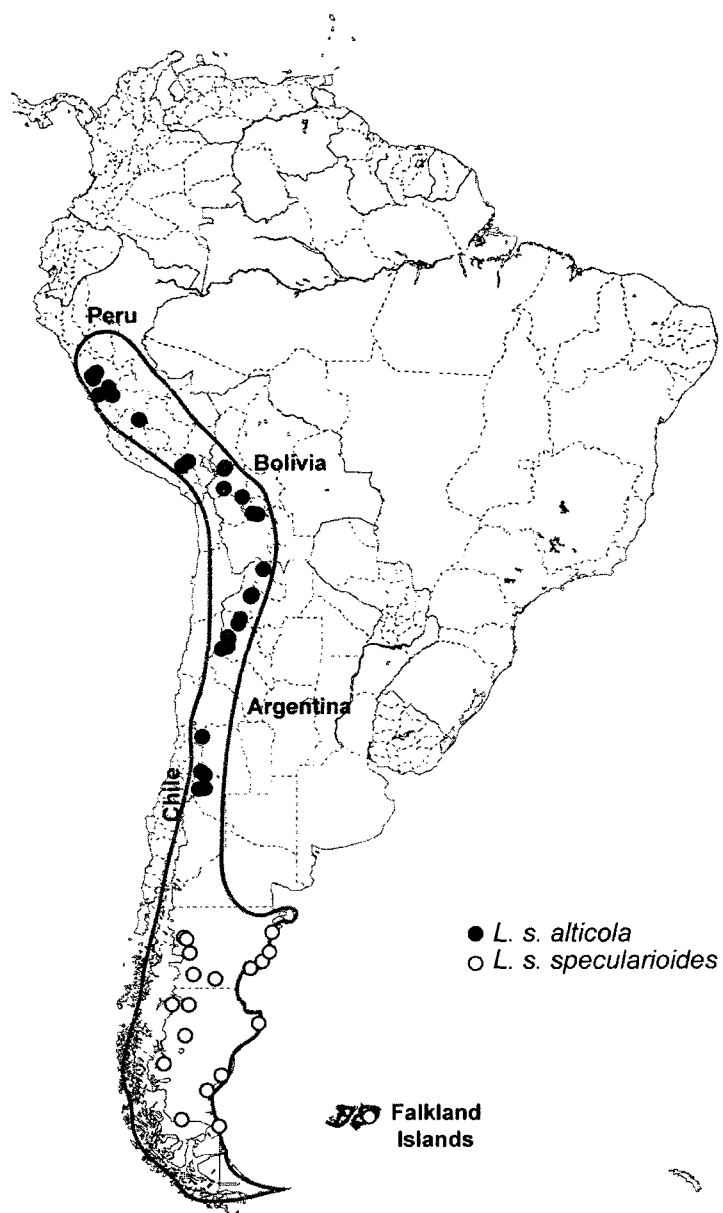 Peru
Bolivia
Argentina
Chile
L. s. alticola
L. s. specularioides
Falkland
Islands